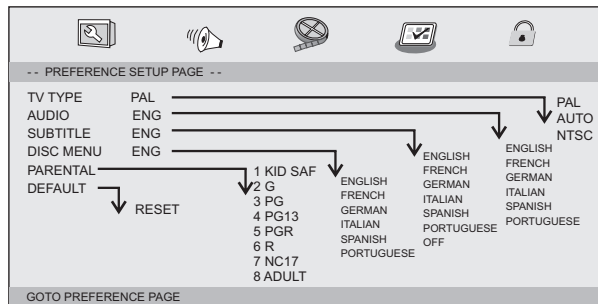 - - PREFERENCE SETUP PAGE - -
TV TYPE PAL
AUDIO ENG
SUBTITLE ENG
DISC MENU ENG
PARENTAL
DEFAULT
RESET
1 KID SAF
2 G
3 PG
4 PG13
5 PGR
6 R
7 NC17
8 ADULT
ENGLISH
FRENCH
GERMAN
ITALIAN
SPANISH
PORTUGUESE
ENGLISH
FRENCH
GERMAN
ITALIAN
SPANISH
PORTUGUESE
OFF
ENGLISH
FRENCH
GERMAN
ITALIAN
SPANISH
PORTUGUESE
PAL
AUTO
NTSC
GOTO PREFERENCE PAGE